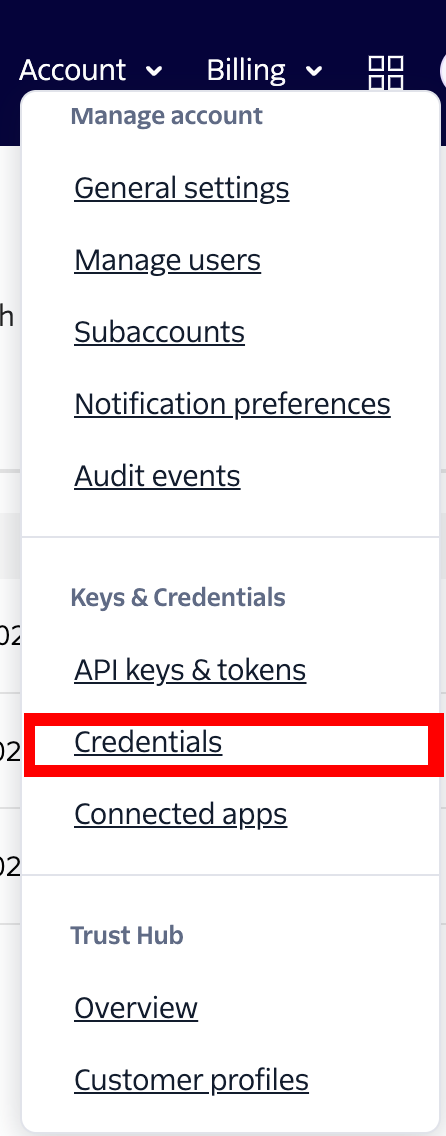 Account
Billing
Manage account
General settings
Manage users
Subaccounts
Notification preferences
Audit events
Keys & Credentials
API keys & tokens
Credentials
Connected apps
Trust Hub
Overview
Customer profiles